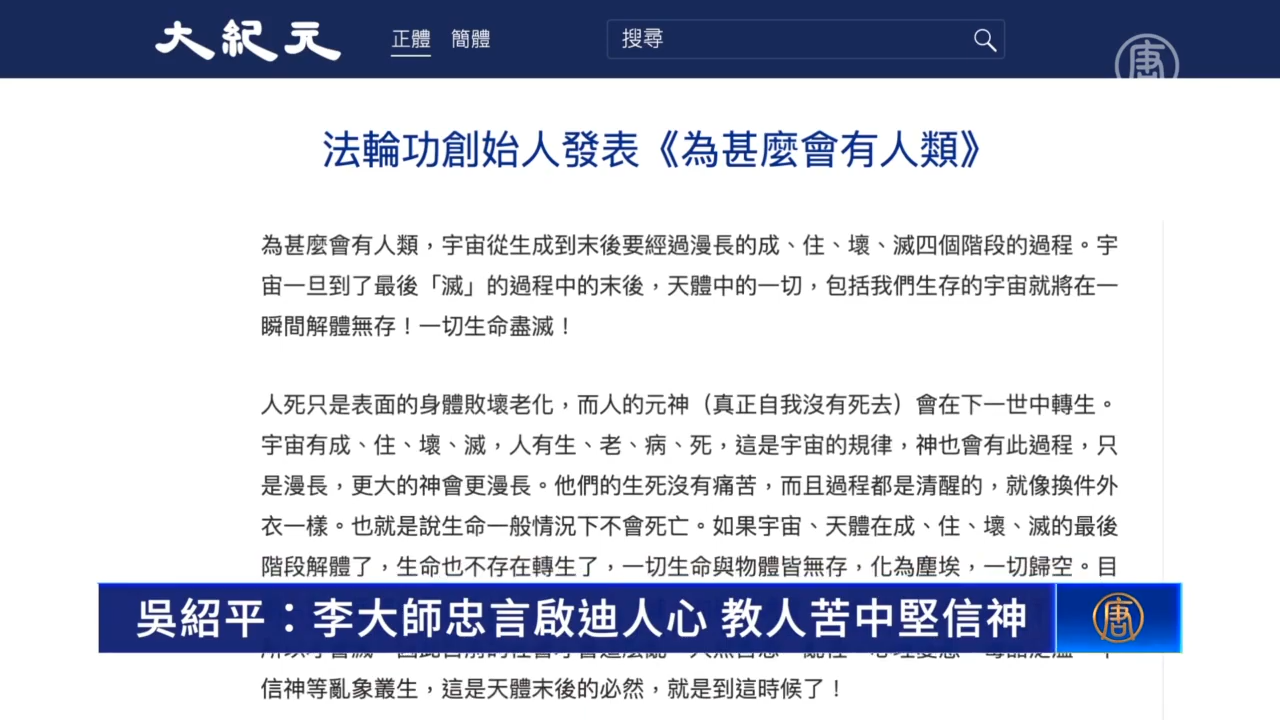 大紀元 正體 簡體 搜尋
唐
法輪功創始人發表《為甚麼會有人類》
為甚麼會有人類，宇宙從生成到末後要經過漫長的成、住、壞、滅四個階段的過程。宇
宙一旦到了最後「滅」的過程中的末後，天體中的一切，包括我們生存的宇宙就將在一
瞬間解體無存！一切生命盡滅！
人死只是表面的身體敗壞老化，而人的元神（真正自我沒有死去）會在下一世中轉生。
宇宙有成、住、壞、滅，人有生、老、病、死，這是宇宙的規律，神也會有此過程，只
是漫長，更大的神會更漫長。他們的生死沒有痛苦，而且過程都是清醒的，就像換件外
衣一樣。也就是說生命一般情況下不會死亡。如果宇宙、天體在成、住、壞、滅的最後
階段解體了，生命也不存在轉生了，一切生命與物體皆無存，化為塵埃，一切歸空。目
吳紹平：李大師忠言啟迪人心 教人苦中堅信神
唐
信神等亂象叢生，這是天體末後的必然，就是到這時候了！